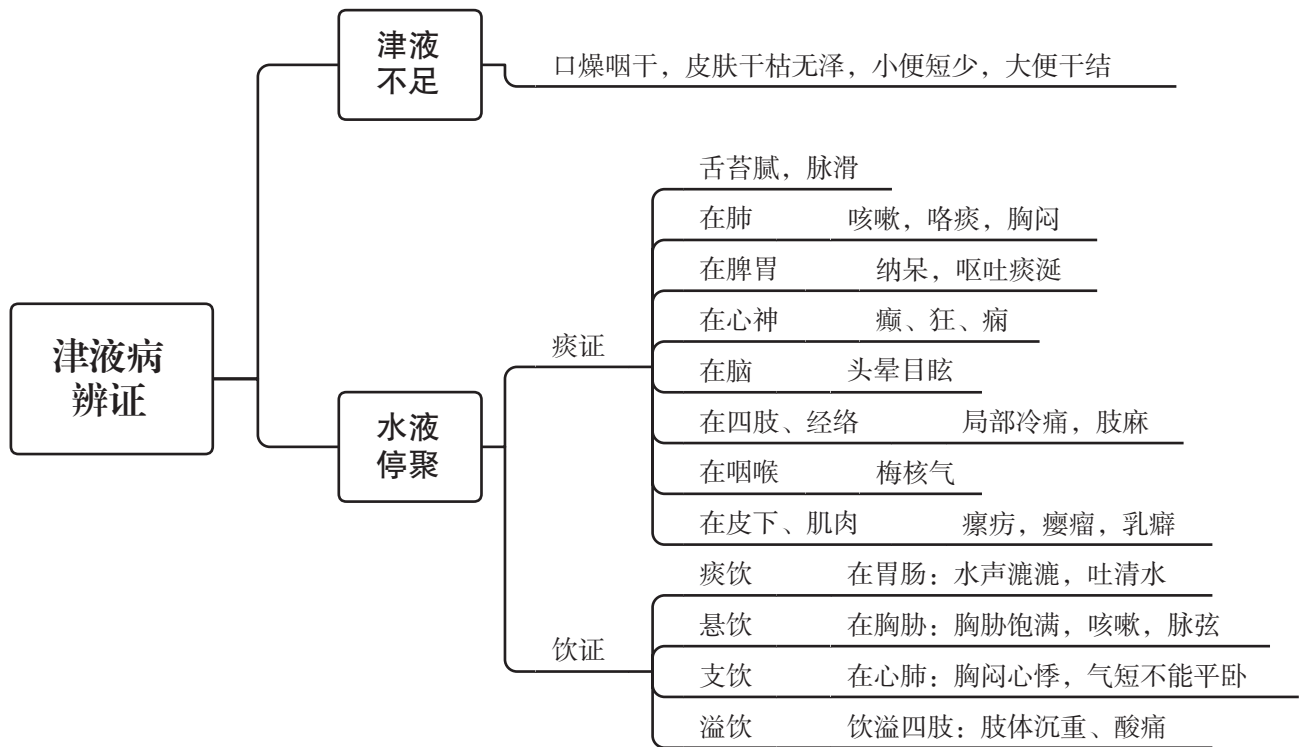 津液病
辨证
津液
不足
口燥咽干，皮肤干枯无泽，小便短少，大便干结
水液
停聚
痰证
舌苔腻，脉滑
在肺 咳嗽，咯痰，胸闷
在脾胃 纳呆，呕吐痰涎
在心神 癫、狂、痫
在脑 头晕目眩
在四肢、经络 局部冷痛，肢麻
在咽喉 梅核气
在皮下、肌肉 瘰疬，瘿瘤，乳癖
饮证
痰饮 在胃肠：水声漉漉，吐清水
悬饮 在胸胁：胸胁饱满，咳嗽，脉弦
支饮 在心肺：胸闷心悸，气短不能平卧
溢饮 饮溢四肢：肢体沉重、酸痛